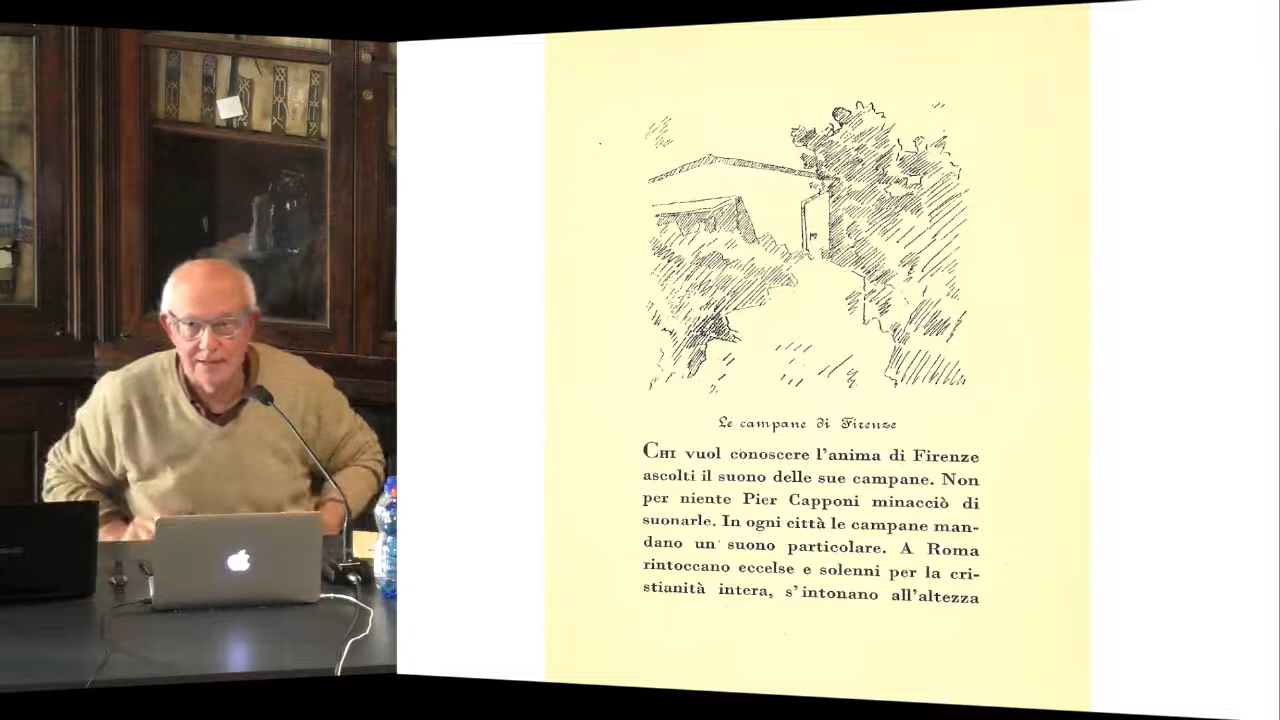 Le campane di Firenze
CHI vuol conoscere l'anima di Firenze
ascolti il suono delle sue campane. Non
per niente Pier Capponi minacciò di
suonarle. In ogni città le campane man-
dano un suono particolare. A Roma
rintoccano eccelse e solenni per la cri-
stianità intera, s'intonano all'altezza